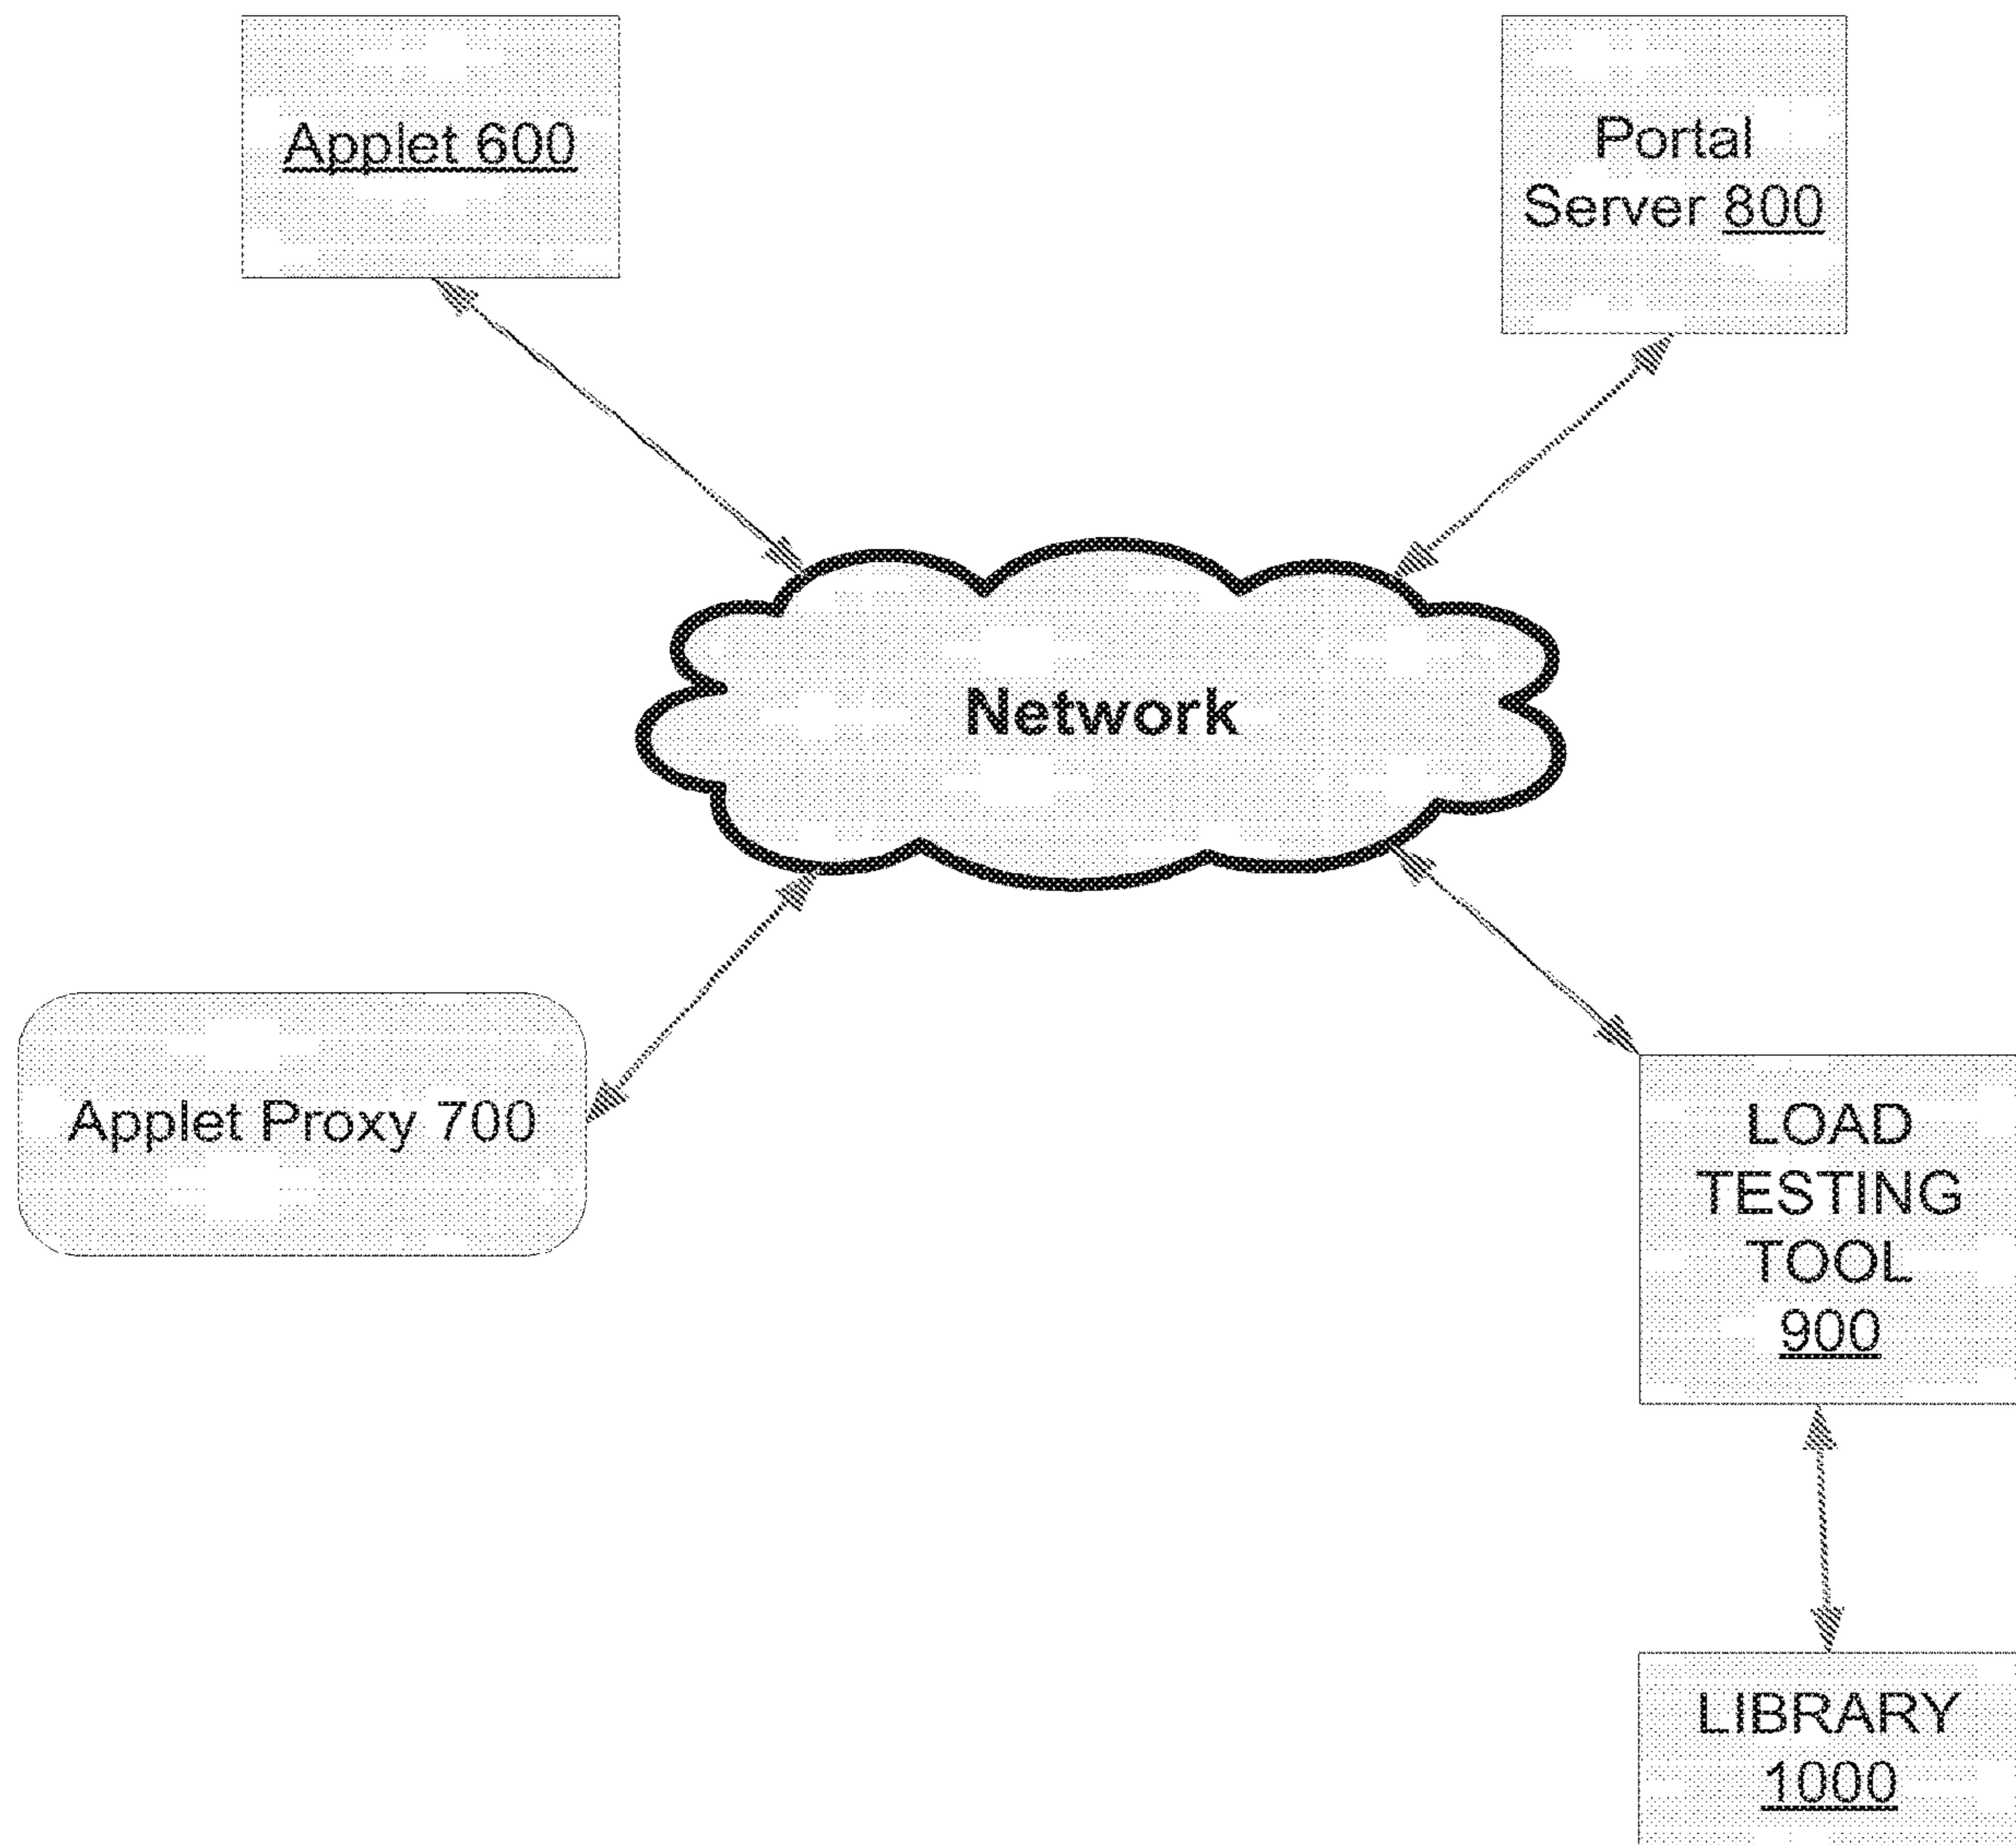 Applet 600
Portal
Server 800
Network
Applet Proxy 700
LOAD
TESTING
TOOL
900
LIBRARY
1000